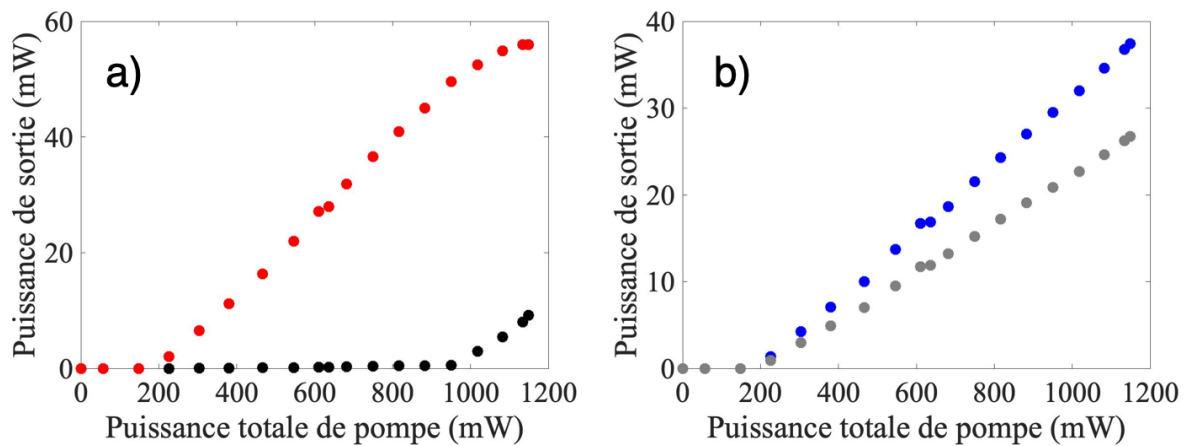 a)
Puissance de sortie (mW)
60
40
20
0
0 200 400 600 800 1000 1200
Puissance totale de pompe (mW)
b)
Puissance de sortie (mW)
40
30
20
10
0
0 200 400 600 800 1000 1200
Puissance totale de pompe (mW)